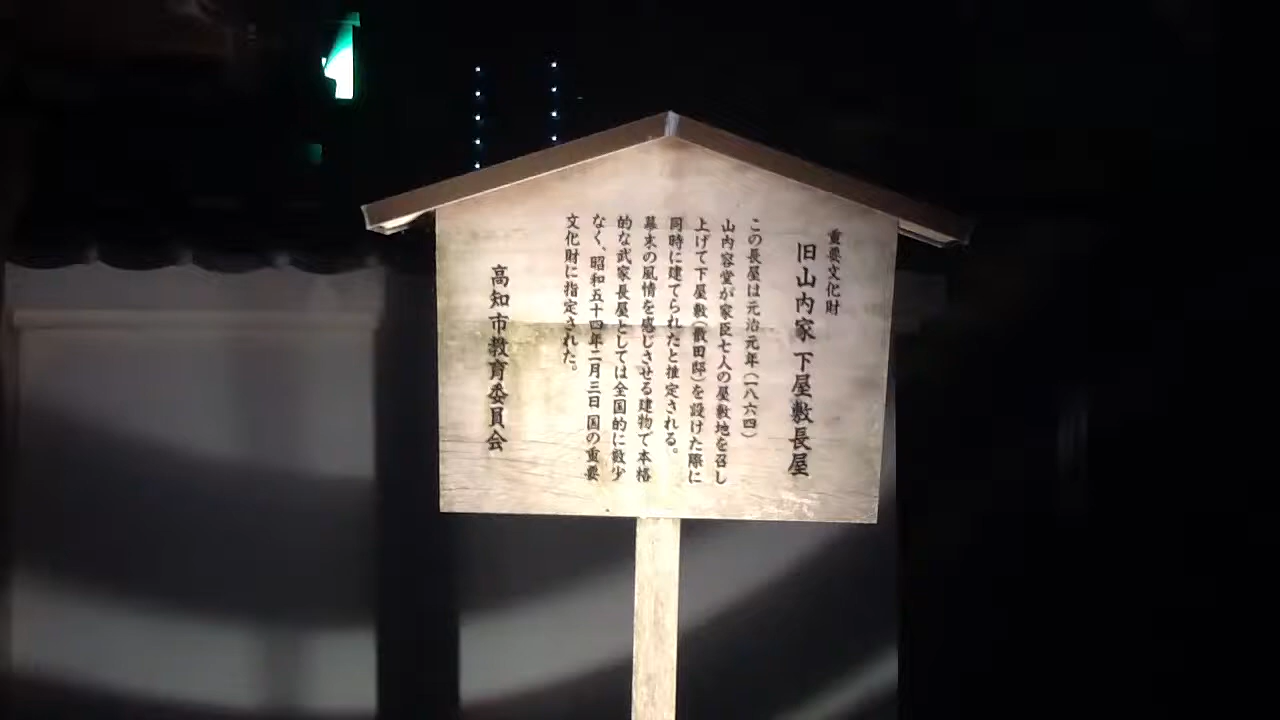 重要文化財
旧山内家 下屋敷長屋
この長屋は元治元年(一八六四)
山内容堂が家臣七人の屋敷地を召し
上げて下屋敷(散田邸)を設けた際に
同時に建てられたと推定される。
幕末の風情を感じさせる建物で本格
的な武家長屋としては全国的に数少
なく、昭和五十四年二月三日 国の重要
文化財に指定された。
高知市教育委員会